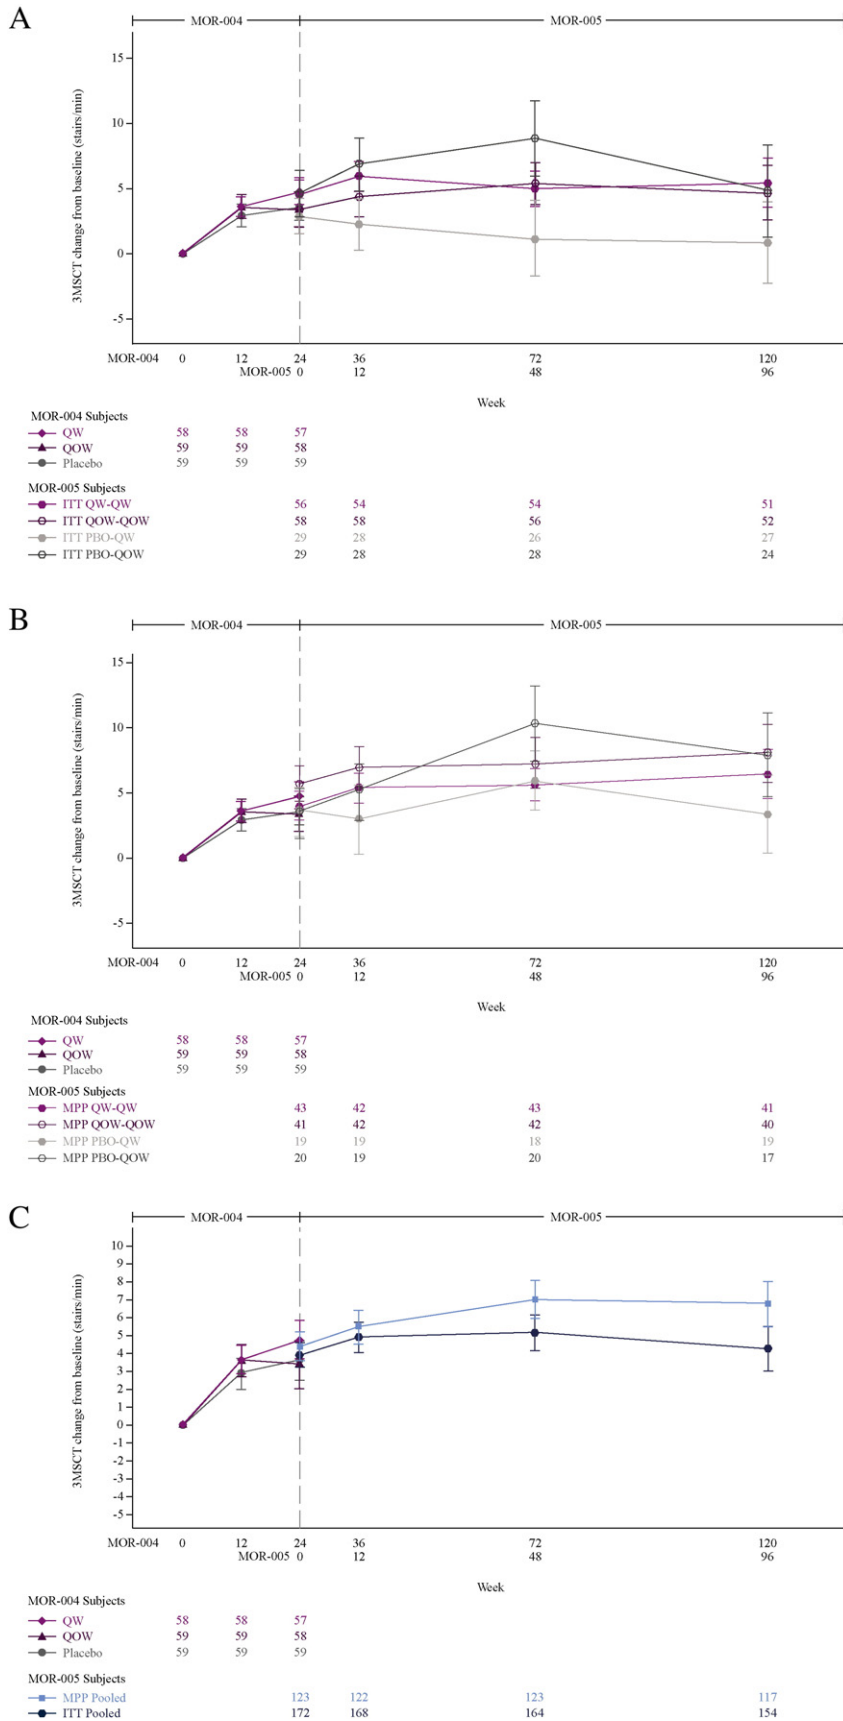 A
MOR-004 MOR-005
15
10
5
0
-5
3MSCT change from baseline (stairs/min)
MOR-004 0 12 24 36 72 120
MOR-005 0 12 48 96
Week
MOR-004 Subjects
QW 58 58 57
QOW 59 59 58
Placebo 59 59 59
MOR-005 Subjects
ITT QW-QW 56 54 54 51
ITT QOW-QOW 58 58 56 52
ITT PBO-QW 29 28 26 27
ITT PBO-QOW 29 28 28 24
B
MOR-004 MOR-005
15
10
5
0
-5
3MSCT change from baseline (stairs/min)
MOR-004 0 12 24 36 72 120
MOR-005 0 12 48 96
Week
MOR-004 Subjects
QW 58 58 57
QOW 59 59 58
Placebo 59 59 59
MOR-005 Subjects
MPP QW-QW 43 42 43 41
MPP QOW-QOW 41 42 42 40
MPP PBO-QW 19 19 18 19
MPP PBO-QOW 20 19 20 17
C
MOR-004 MOR-005
10
9
8
7
6
5
4
3
2
1
0
-1
-2
-3
-4
-5
3MSCT change from baseline (stairs/min)
MOR-004 0 12 24 36 72 120
MOR-005 0 12 48 96
Week
MOR-004 Subjects
QW 58 58 57
QOW 59 59 58
Placebo 59 59 59
MOR-005 Subjects
MPP Pooled 123 122 123 117
ITT Pooled 172 168 164 154